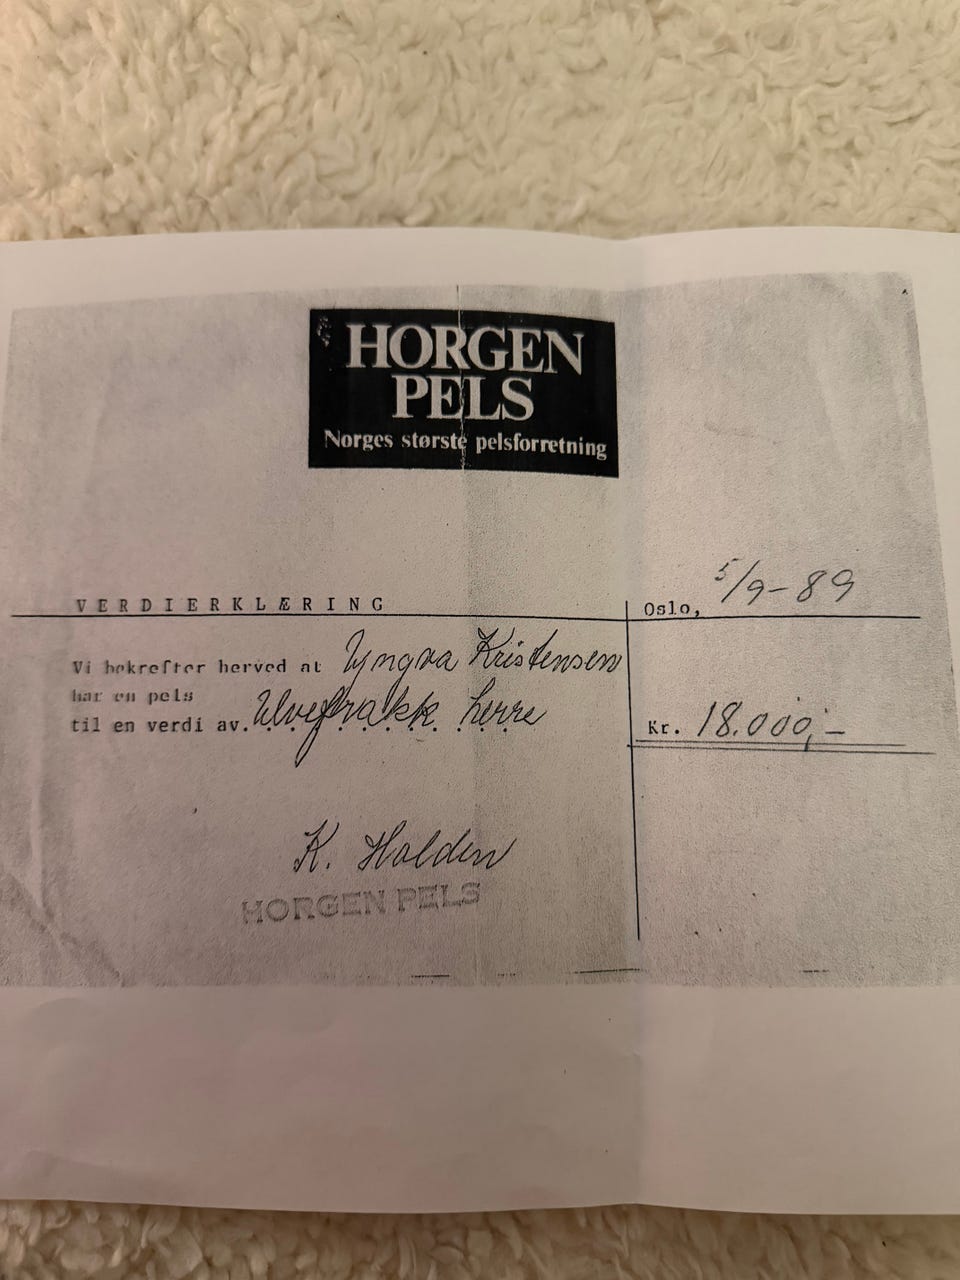 HORGEN
PELS
Norges største pelsforretning
VERDIERKLÆRING
Oslo, 5/9-89
Vi bekrefter herved at Yngva Kristensen
har en pels
til en verdi av. Ulvefrakk herre
Kr. 18.000,-
K. Holden
HORGEN PELS